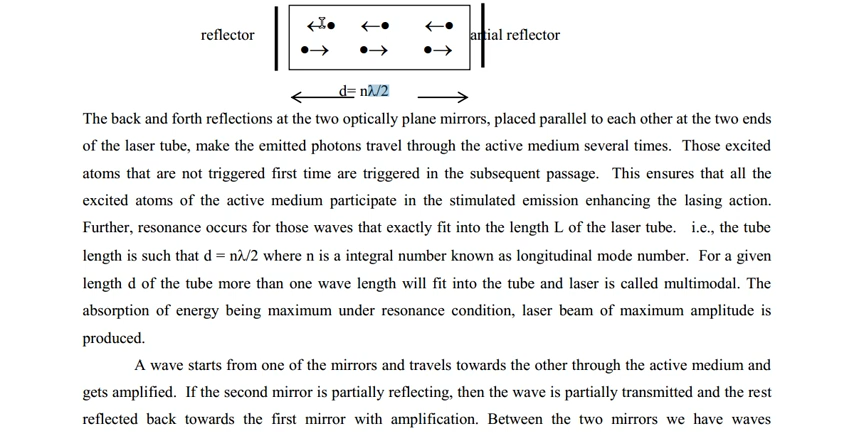 reflector
artial reflector
d= nλ/2
The back and forth reflections at the two optically plane mirrors, placed parallel to each other at the two ends
of the laser tube, make the emitted photons travel through the active medium several times. Those excited
atoms that are not triggered first time are triggered in the subsequent passage. This ensures that all the
excited atoms of the active medium participate in the stimulated emission enhancing the lasing action.
Further, resonance occurs for those waves that exactly fit into the length L of the laser tube. i.e., the tube
length is such that d = nλ/2 where n is a integral number known as longitudinal mode number. For a given
length d of the tube more than one wave length will fit into the tube and laser is called multimodal. The
absorption of energy being maximum under resonance condition, laser beam of maximum amplitude is
produced.
A wave starts from one of the mirrors and travels towards the other through the active medium and
gets amplified. If the second mirror is partially reflecting, then the wave is partially transmitted and the rest
reflected back towards the first mirror with amplification. Between the two mirrors we have waves